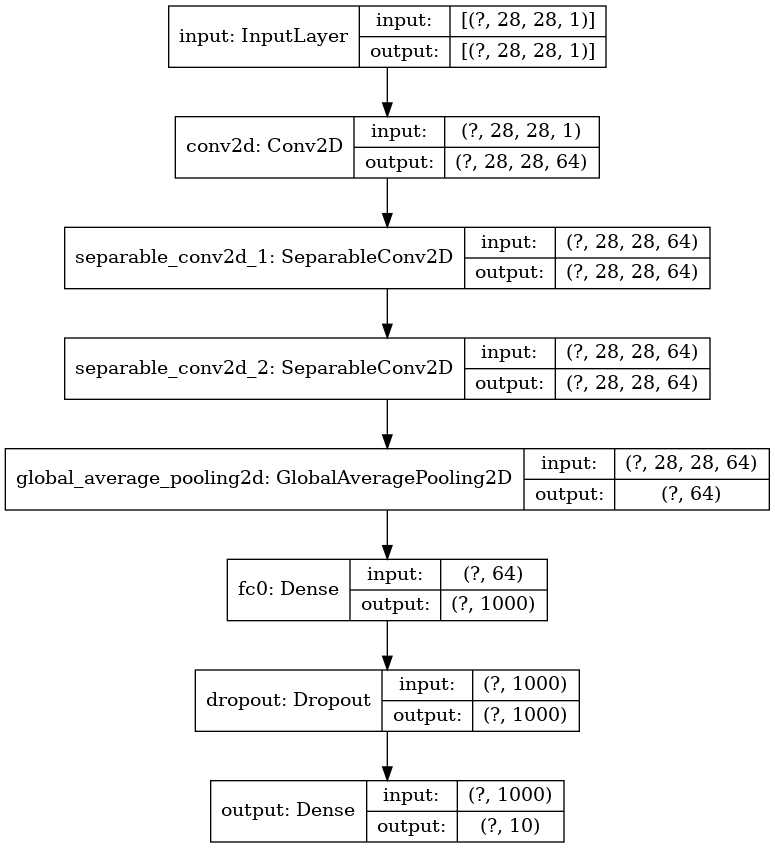 input: InputLayer
input:
[(?, 28, 28, 1)]
output:
[(?, 28, 28, 1)]
conv2d: Conv2D
input:
(?, 28, 28, 1)
output:
(?, 28, 28, 64)
separable_conv2d_1: SeparableConv2D
input:
(?, 28, 28, 64)
output:
(?, 28, 28, 64)
separable_conv2d_2: SeparableConv2D
input:
(?, 28, 28, 64)
output:
(?, 28, 28, 64)
global_average_pooling2d: GlobalAveragePooling2D
input:
(?, 28, 28, 64)
output:
(?, 64)
fc0: Dense
input:
(?, 64)
output:
(?, 1000)
dropout: Dropout
input:
(?, 1000)
output:
(?, 1000)
output: Dense
input:
(?, 1000)
output:
(?, 10)